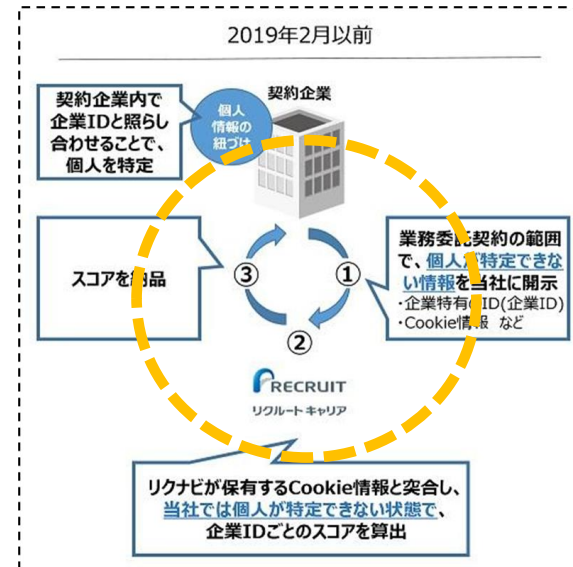 2019年2月以前
契約企業内で
企業IDと照らし
合わせることで、
個人を特定
個人
情報の
紐づけ
契約企業
スコアを納品
③
①
②
業務委託契約の範囲
で、個人が特定できな
い情報を当社に開示
・企業特有のID(企業ID)
・Cookie情報 など
RECRUIT
リクルート キャリア
リクナビが保有するCookie情報と突合し、
当社では個人が特定できない状態で、
企業IDごとのスコアを算出